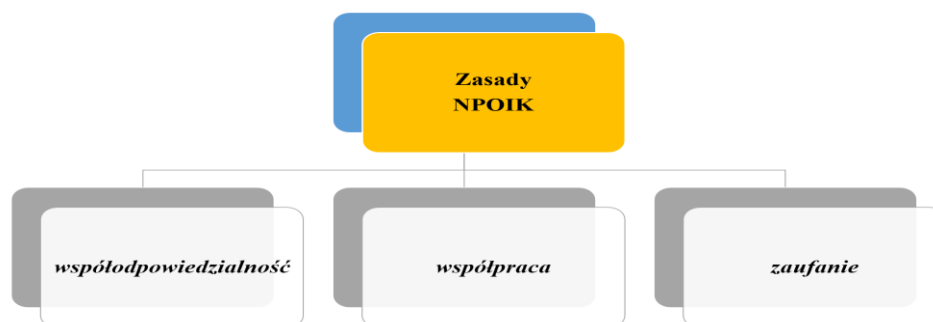 Zasady
NPOIK
współodpowiedzialność
współpraca
zaufanie